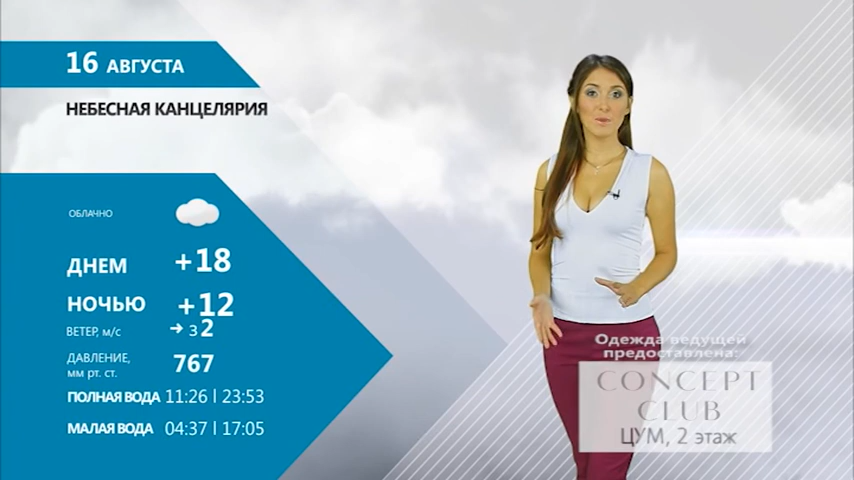 16 АВГУСТА
НЕБЕСНАЯ КАНЦЕЛЯРИЯ
ОБЛАЧНО
ДНЕМ +18
НОЧЬЮ +12
ВЕТЕР, м/с → З 2
ДАВЛЕНИЕ,
мм рт. ст. 767
ПОЛНАЯ ВОДА 11:26 | 23:53
МАЛАЯ ВОДА 04:37 | 17:05
Одежда ведущей
предоставлена:
CONCEPT
CLUB
ЦУМ, 2 этаж